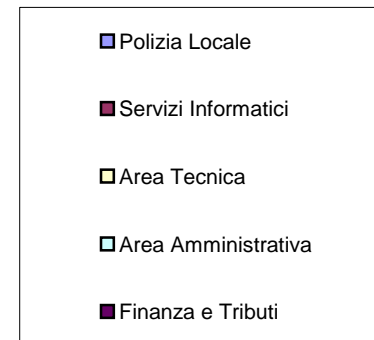 Polizia Locale
Servizi Informatici
Area Tecnica
Area Amministrativa
Finanza e Tributi